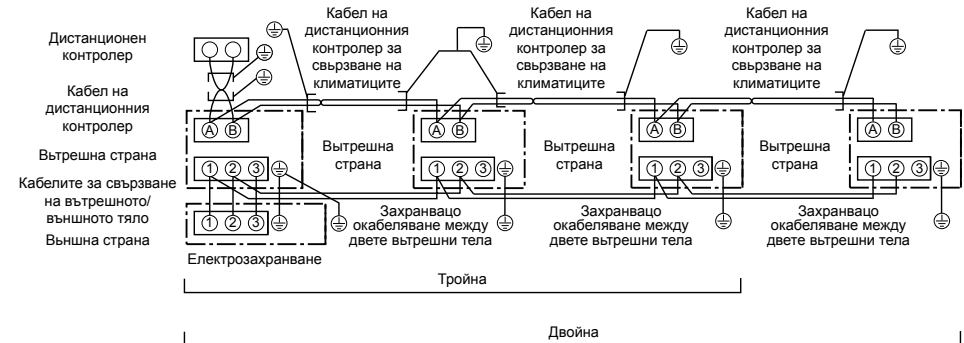 Дистанционен
контролер
Кабел на
дистанционния
контролер
Кабел на
дистанционния
контролер за
свързване на
климатиците
Кабел на
дистанционния
контролер за
свързване на
климатиците
Кабел на
дистанционния
контролер за
свързване на
климатиците
A B
A B
A B
A B
Вътрешна страна
Вътрешна
страна
Вътрешна
страна
Вътрешна
страна
1 2 3
1 2 3
1 2 3
1 2 3
Кабелите за свързване
на вътрешното/
външното тяло
Външна страна
1 2 3
Захранващо
окабеляване между
двете вътрешни тела
Захранващо
окабеляване между
двете вътрешни тела
Захранващо
окабеляване между
двете вътрешни тела
Електрозахранване
Тройна
Двойна